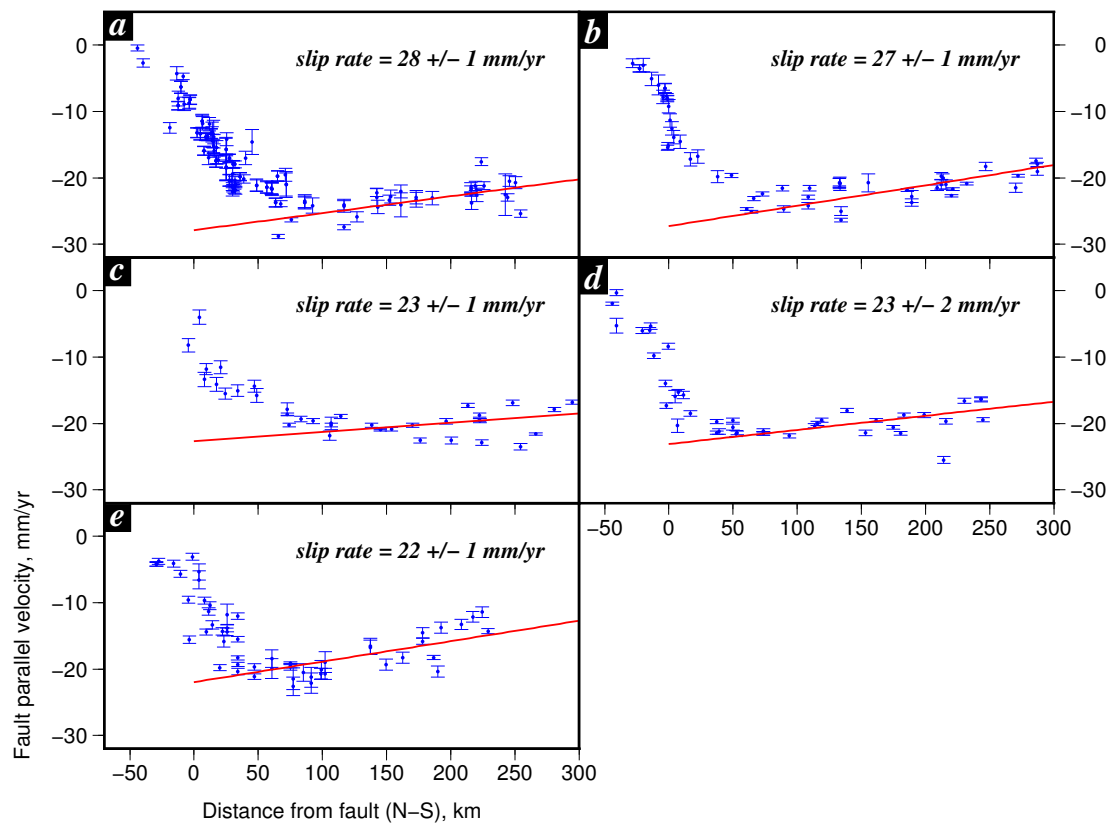 a
slip rate = 28 +/− 1 mm/yr
b
slip rate = 27 +/− 1 mm/yr
0
−10
−20
−30
0
−10
−20
−30
c
slip rate = 23 +/− 1 mm/yr
d
slip rate = 23 +/− 2 mm/yr
0
−10
−20
−30
0
−10
−20
−30
−50 0 50 100 150 200 250 300
e
slip rate = 22 +/− 1 mm/yr
0
−10
−20
−30
−50 0 50 100 150 200 250 300
Fault parallel velocity, mm/yr
Distance from fault (N−S), km